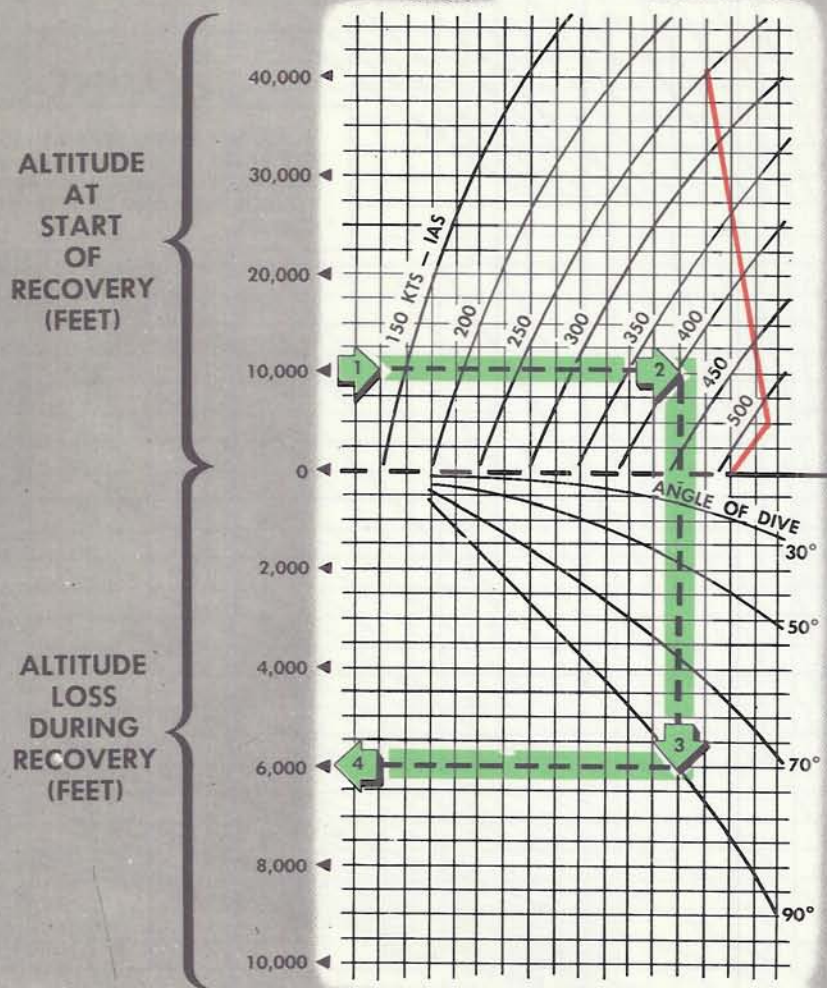 ALTITUDE
AT
START
OF
RECOVERY
(FEET)
40,000
30,000
20,000
10,000
0
150 KTS – IAS
200
250
300
350
400
450
500
1
2
ANGLE OF DIVE
30°
50°
70°
90°
ALTITUDE
LOSS
DURING
RECOVERY
(FEET)
2,000
4,000
6,000
8,000
10,000
3
4